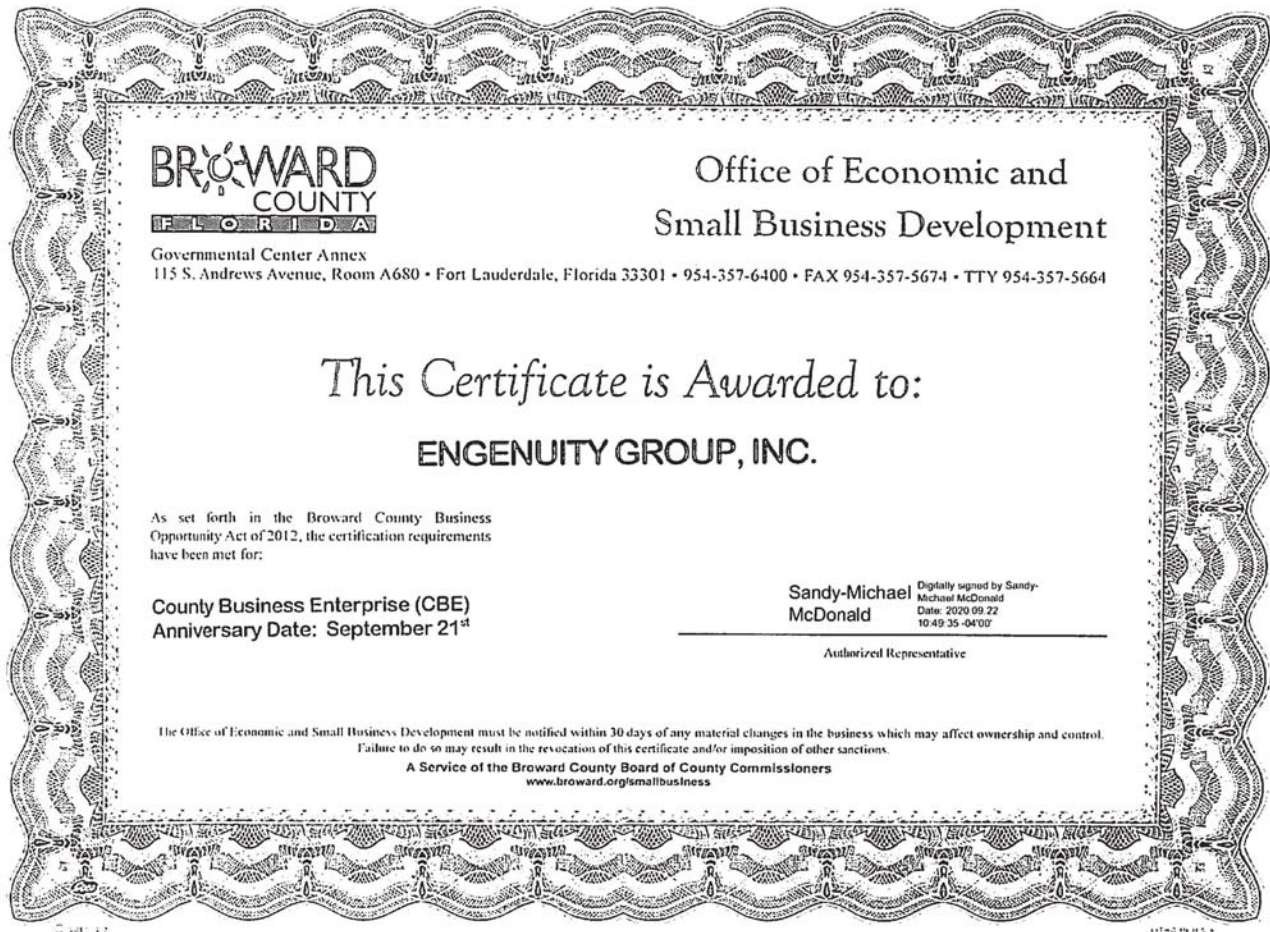 BROWARD
COUNTY
FLORIDA
Office of Economic and
Small Business Development
Governmental Center Annex
115 S. Andrews Avenue, Room A680 • Fort Lauderdale, Florida 33301 • 954-357-6400 • FAX 954-357-5674 • TTY 954-357-5664
This Certificate is Awarded to:
ENGENUITY GROUP, INC.
As set forth in the Broward County Business
Opportunity Act of 2012, the certification requirements
have been met for:
County Business Enterprise (CBE)
Anniversary Date: September 21st
Sandy-Michael
McDonald
Digitally signed by Sandy-
Michael McDonald
Date: 2020 09.22
10:49 35 -04'00'
Authorized Representative
The Office of Economic and Small Business Development must be notified within 30 days of any material changes in the business which may affect ownership and control.
Failure to do so may result in the revocation of this certificate and/or imposition of other sanctions.
A Service of the Broward County Board of County Commissioners
www.broward.org/smallbusiness